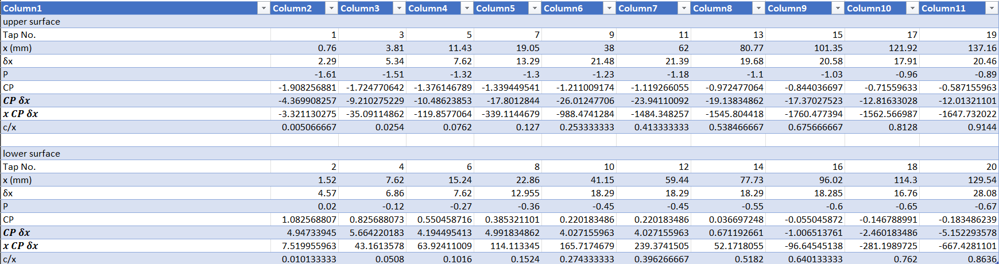 Column1 Column2 Column3 Column4 Column5 Column6 Column7 Column8 Column9 Column10 Column11
upper surface
Tap No. 1 3 5 7 9 11 13 15 17 19
x (mm) 0.76 3.81 11.43 19.05 38 62 80.77 101.35 121.92 137.16
δx 2.29 5.34 7.62 13.29 21.48 21.39 19.68 20.58 17.91 20.46
P -1.61 -1.51 -1.32 -1.3 -1.23 -1.18 -1.1 -1.03 -0.96 -0.89
CP -1.908256881 -1.724770642 -1.376146789 -1.339449541 -1.211009174 -1.119266055 -0.972477064 -0.844036697 -0.71559633 -0.587155963
CP δx -4.369908257 -9.210275229 -10.48623853 -17.8012844 -26.01247706 -23.94110092 -19.13834862 -17.37027523 -12.81633028 -12.01321101
x CP δx -3.321130275 -35.09114862 -119.8577064 -339.1144679 -988.4741284 -1484.348257 -1545.804418 -1760.477394 -1562.566987 -1647.732022
c/x 0.005066667 0.0254 0.0762 0.127 0.253333333 0.413333333 0.538466667 0.675666667 0.8128 0.9144
lower surface
Tap No. 2 4 6 8 10 12 14 16 18 20
x (mm) 1.52 7.62 15.24 22.86 41.15 59.44 77.73 96.02 114.3 129.54
δx 4.57 6.86 7.62 12.955 18.29 18.29 18.29 18.285 16.76 28.08
P 0.02 -0.12 -0.27 -0.36 -0.45 -0.45 -0.55 -0.6 -0.65 -0.67
CP 1.082568807 0.825688073 0.550458716 0.385321101 0.220183486 0.220183486 0.036697248 -0.055045872 -0.146788991 -0.183486239
CP δx 4.94733945 5.664220183 4.194495413 4.991834862 4.027155963 4.027155963 0.671192661 -1.006513761 -2.460183486 -5.152293578
x CP δx 7.519955963 43.1613578 63.92411009 114.113345 165.7174679 239.3741505 52.1718055 -96.64545138 -281.1989725 -667.4281101
c/x 0.010133333 0.0508 0.1016 0.1524 0.274333333 0.396266667 0.5182 0.640133333 0.762 0.8636